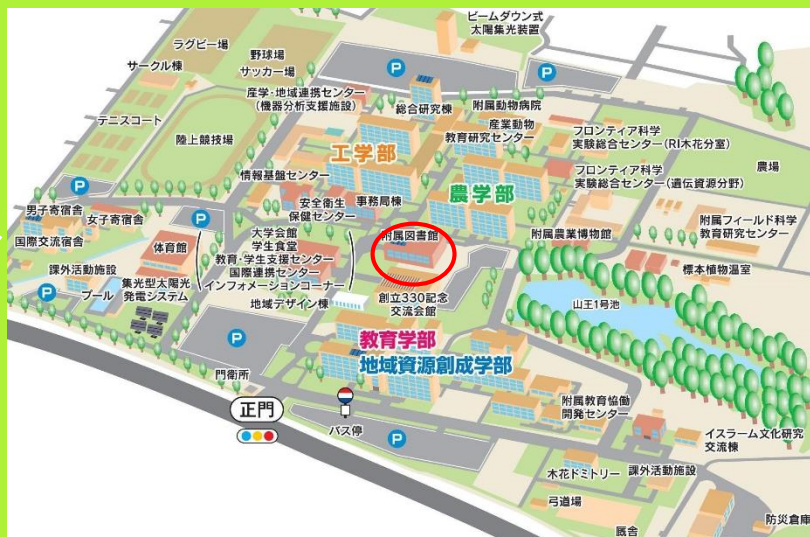 ビームダウン式
太陽集光装置
ラグビー場
野球場
サッカー場
サークル棟
P
P
産学・地域連携センター
(機器分析支援施設)
総合研究棟
附属動物病院
産業動物
教育研究センター
フロンティア科学
実験総合センター(RI木花分室)
テニスコート
陸上競技場
工学部
農場
情報基盤センター
フロンティア科学
実験総合センター(遺伝資源分野)
農学部
P
安全衛生
保健センター
事務局棟
男子寄宿舎
女子寄宿舎
P
国際交流宿舎
体育館
大学会館
学生食堂
教育・学生支援センター
国際連携センター
インフォメーションコーナー
附属図書館
附属農業博物館
附属フィールド科学
教育研究センター
標本植物温室
課外活動施設
集光型太陽光
発電システム
プール
P
地域デザイン棟
創立330記念
交流会館
P
山王1号池
P
教育学部
地域資源創成学部
門衛所
正門
バス停
P
附属教育協働
開発センター
イスラーム文化研究
交流棟
木花ドミトリー
課外活動施設
弓道場
厩舎
防災倉庫